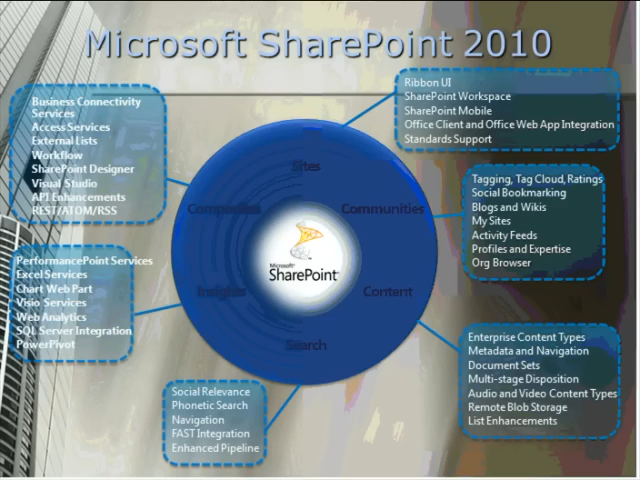 Microsoft SharePoint 2010
Business Connectivity
Services
Access Services
External Lists
Workflow
SharePoint Designer
Visual Studio
API Enhancements
REST/ATOM/RSS
Ribbon UI
SharePoint Workspace
SharePoint Mobile
Office Client and Office Web App Integration
Standards Support
Sites
Composites
Communities
Tagging, Tag Cloud, Ratings
Social Bookmarking
Blogs and Wikis
My Sites
Activity Feeds
Profiles and Expertise
Org Browser
Microsoft
SharePoint
PerformancePoint Services
Excel Services
Chart Web Part
Visio Services
Web Analytics
SQL Server Integration
PowerPivot
Insights
Content
Search
Enterprise Content Types
Metadata and Navigation
Document Sets
Multi-stage Disposition
Audio and Video Content Types
Remote Blob Storage
List Enhancements
Social Relevance
Phonetic Search
Navigation
FAST Integration
Enhanced Pipeline